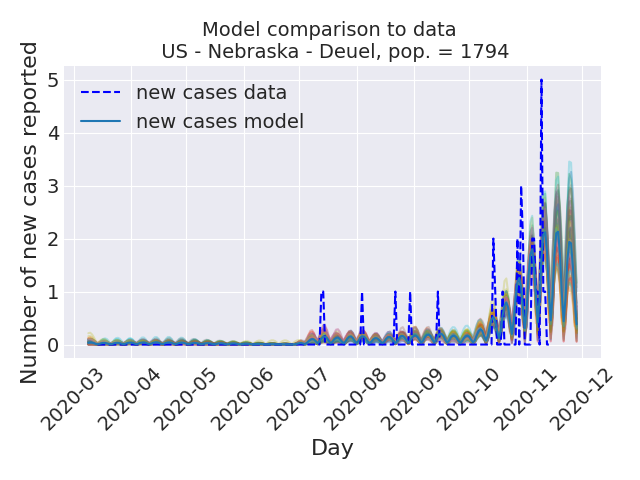 Model comparison to data
US - Nebraska - Deuel, pop. = 1794
Number of new cases reported
5
4
3
2
1
0
new cases data
new cases model
2020-03
2020-04
2020-05
2020-06
2020-07
2020-08
2020-09
2020-10
2020-11
2020-12
Day